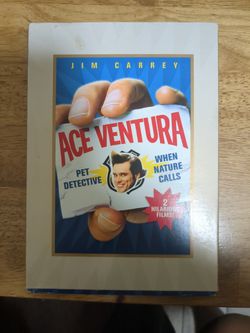 JIM CARREY
ACE VENTURA
PET
DETECTIVE
WHEN
NATURE
CALLS
2
HILARIOUS
FILMS!